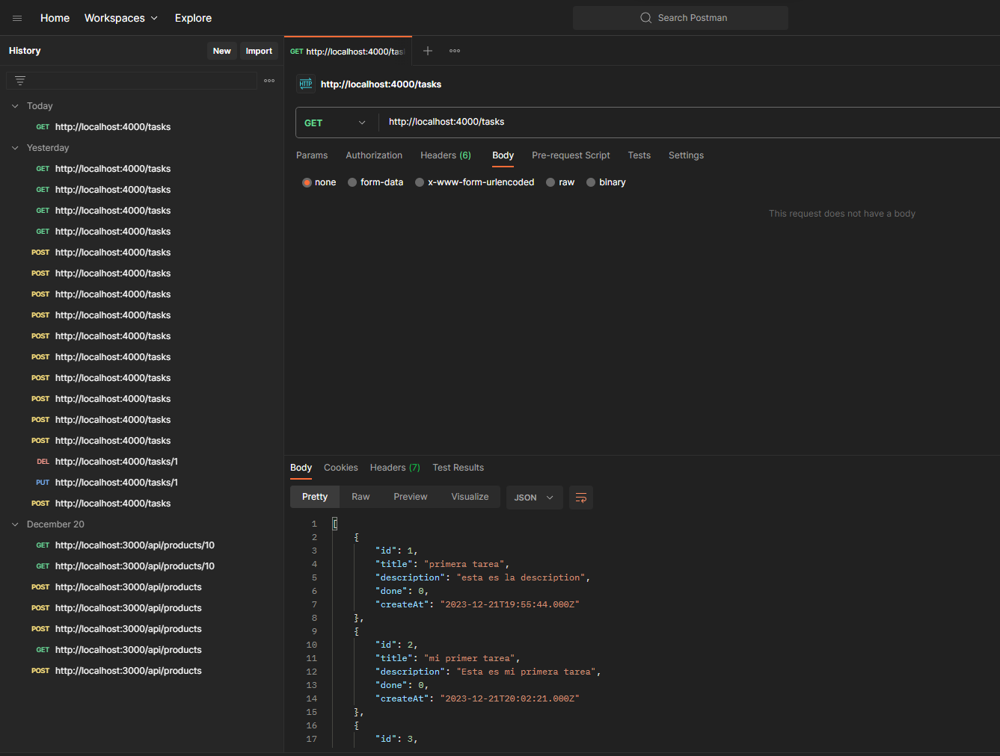 Home Workspaces Explore Search Postman
History New Import
Today
GET http://localhost:4000/tasks
Yesterday
GET http://localhost:4000/tasks
GET http://localhost:4000/tasks
GET http://localhost:4000/tasks
GET http://localhost:4000/tasks
POST http://localhost:4000/tasks
POST http://localhost:4000/tasks
POST http://localhost:4000/tasks
POST http://localhost:4000/tasks
POST http://localhost:4000/tasks
POST http://localhost:4000/tasks
POST http://localhost:4000/tasks
POST http://localhost:4000/tasks
POST http://localhost:4000/tasks
POST http://localhost:4000/tasks
DEL http://localhost:4000/tasks/1
PUT http://localhost:4000/tasks/1
POST http://localhost:4000/tasks
December 20
GET http://localhost:3000/api/products/10
GET http://localhost:3000/api/products/10
POST http://localhost:3000/api/products
POST http://localhost:3000/api/products
POST http://localhost:3000/api/products
GET http://localhost:3000/api/products
POST http://localhost:3000/api/products
GET http://localhost:4000/tas
HTTP http://localhost:4000/tasks
GET http://localhost:4000/tasks
Params Authorization Headers (6) Body Pre-request Script Tests Settings
none form-data x-www-form-urlencoded raw binary
This request does not have a body
Body Cookies Headers (7) Test Results
Pretty Raw Preview Visualize JSON
1 [
2 {
3 "id": 1,
4 "title": "primera tarea",
5 "description": "esta es la description",
6 "done": 0,
7 "createAt": "2023-12-21T19:55:44.000Z"
8 },
9 {
10 "id": 2,
11 "title": "mi primer tarea",
12 "description": "Esta es mi primera tarea",
13 "done": 0,
14 "createAt": "2023-12-21T20:02:21.000Z"
15 },
16 {
17 "id": 3,